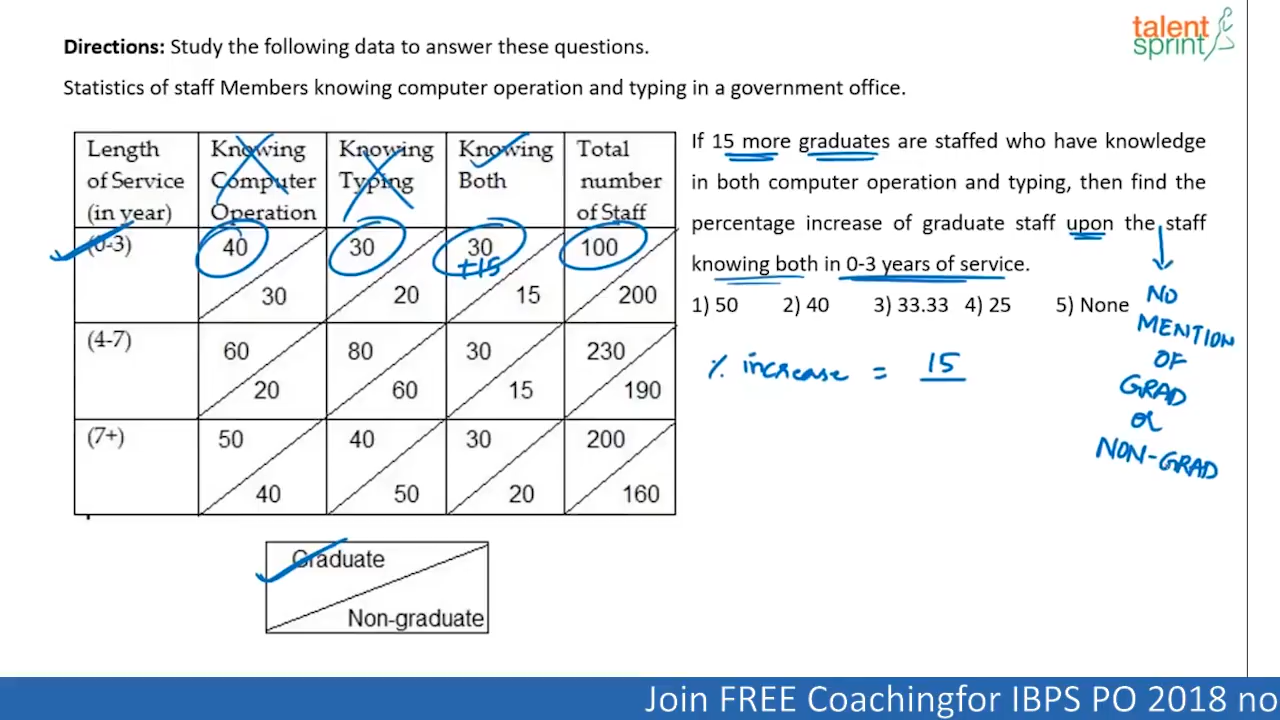 talent
sprint
Directions: Study the following data to answer these questions.
Statistics of staff Members knowing computer operation and typing in a government office.
Length of Service (in year) Knowing Computer Operation Knowing Typing Knowing Both Total number of Staff
(0-3) 40 30 30 100
+15
30 20 15 200
(4-7) 60 80 30 230
20 60 15 190
(7+) 50 40 30 200
40 50 20 160
Graduate
Non-graduate
If 15 more graduates are staffed who have knowledge
in both computer operation and typing, then find the
percentage increase of graduate staff upon the staff
knowing both in 0-3 years of service.
1) 50 2) 40 3) 33.33 4) 25 5) None
% increase = 15
NO
MENTION
OF
GRAD
or
NON-GRAD
Join FREE Coachingfor IBPS PO 2018 no